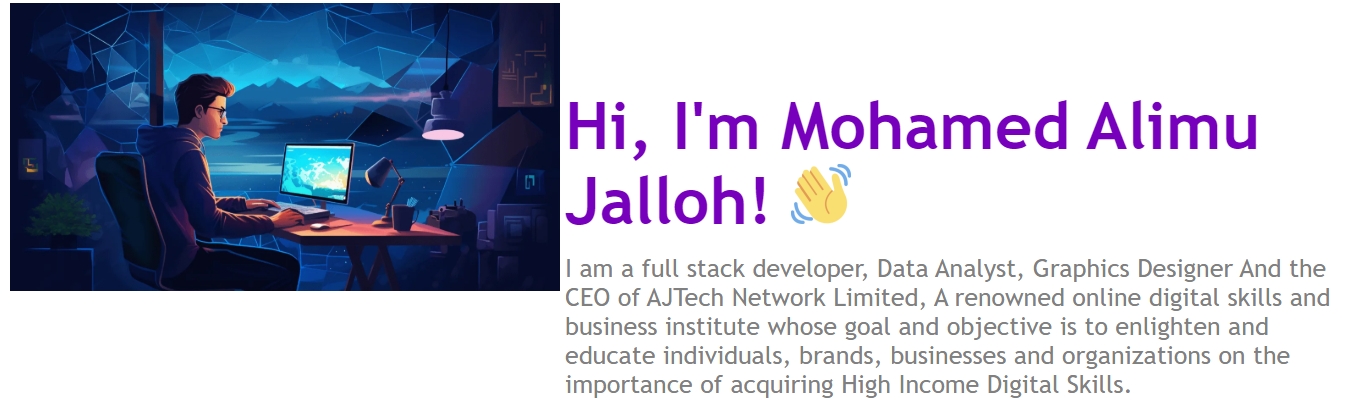 Hi, I'm Mohamed Alimu
Jalloh! 👋
I am a full stack developer, Data Analyst, Graphics Designer And the
CEO of AJTech Network Limited, A renowned online digital skills and
business institute whose goal and objective is to enlighten and
educate individuals, brands, businesses and organizations on the
importance of acquiring High Income Digital Skills.